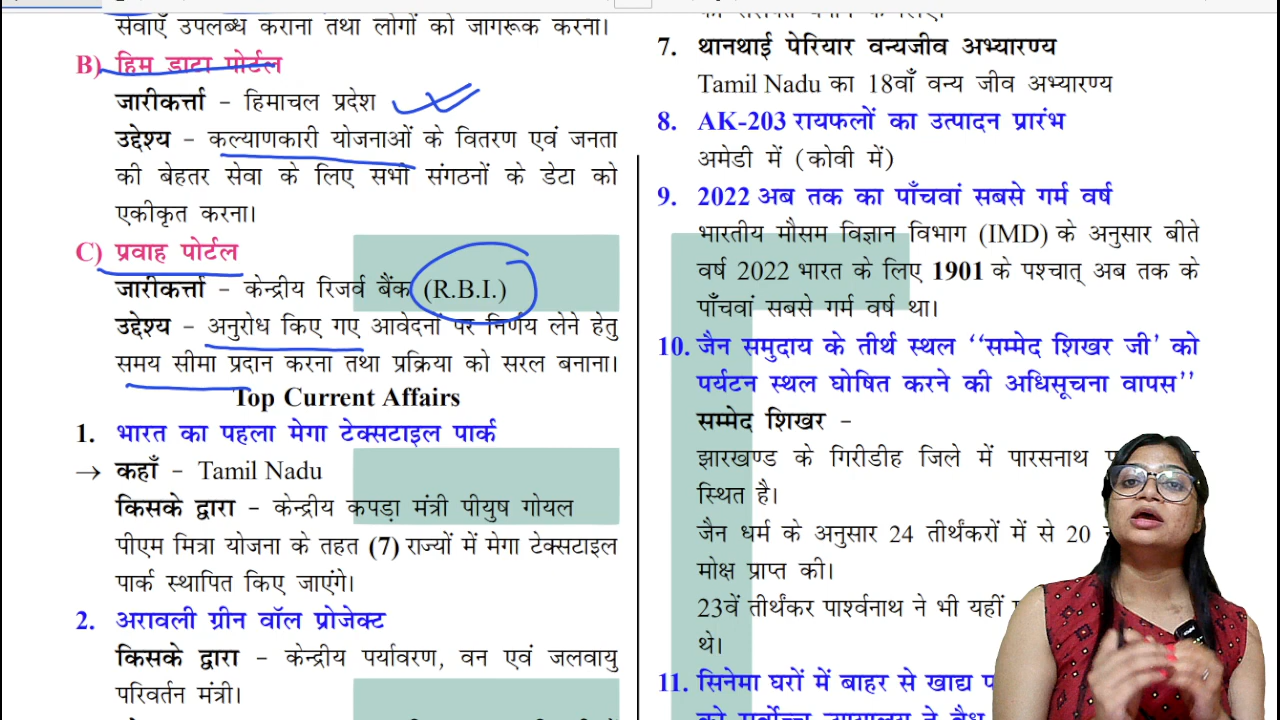 सेवाएँ उपलब्ध कराना तथा लोगों को जागरूक करना।
B) हिम डाटा पोर्टल
जारीकर्त्ता - हिमाचल प्रदेश
उद्देश्य - कल्याणकारी योजनाओं के वितरण एवं जनता
की बेहतर सेवा के लिए सभी संगठनों के डेटा को
एकीकृत करना।
C) प्रवाह पोर्टल
जारीकर्त्ता - केन्द्रीय रिजर्व बैंक (R.B.I.)
उद्देश्य - अनुरोध किए गए आवेदनों पर निर्णय लेने हेतु
समय सीमा प्रदान करना तथा प्रक्रिया को सरल बनाना।
Top Current Affairs
1. भारत का पहला मेगा टेक्सटाइल पार्क
→ कहाँ - Tamil Nadu
किसके द्वारा - केन्द्रीय कपड़ा मंत्री पीयुष गोयल
पीएम मित्रा योजना के तहत (7) राज्यों में मेगा टेक्सटाइल
पार्क स्थापित किए जाएंगे।
2. अरावली ग्रीन वॉल प्रोजेक्ट
किसके द्वारा - केन्द्रीय पर्यावरण, वन एवं जलवायु
परिवर्तन मंत्री।
7. थानथाई पेरियार वन्यजीव अभ्यारण्य
Tamil Nadu का 18वाँ वन्य जीव अभ्यारण्य
8. AK-203 रायफलों का उत्पादन प्रारंभ
अमेडी में (कोवी में)
9. 2022 अब तक का पाँचवां सबसे गर्म वर्ष
भारतीय मौसम विज्ञान विभाग (IMD) के अनुसार बीते
वर्ष 2022 भारत के लिए 1901 के पश्चात् अब तक के
पाँचवां सबसे गर्म वर्ष था।
10. जैन समुदाय के तीर्थ स्थल ‘‘सम्मेद शिखर जी’ को
पर्यटन स्थल घोषित करने की अधिसूचना वापस’’
सम्मेद शिखर -
झारखण्ड के गिरीडीह जिले में पारसनाथ
स्थित है।
जैन धर्म के अनुसार 24 तीर्थंकरों में से 20
मोक्ष प्राप्त की।
23वें तीर्थंकर पार्श्वनाथ ने भी यहीं
थे।
11. सिनेमा घरों में बाहर से खाद्य